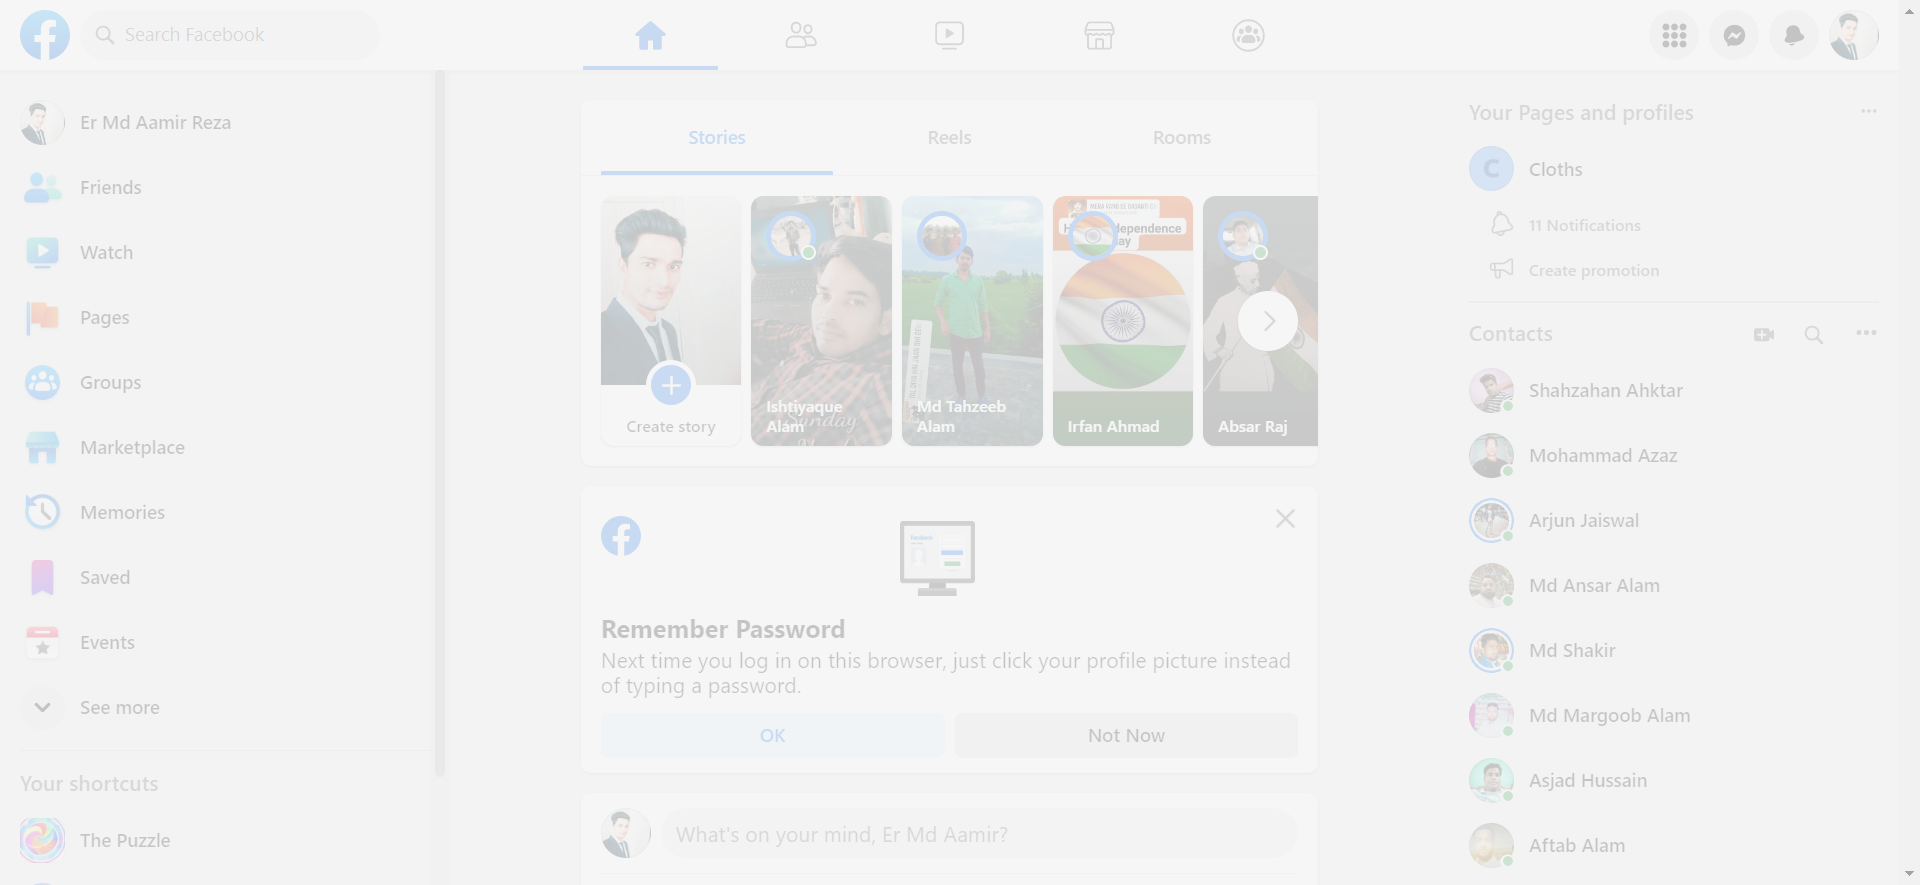 Search Facebook
Er Md Aamir Reza
Friends
Watch
Pages
Groups
Marketplace
Memories
Saved
Events
See more
Your shortcuts
The Puzzle
Stories
Reels
Rooms
Create story
Ishtiyaque
Alam
Sunday
Md Tahzeeb
Alam
dependence
ay
Irfan Ahmad
Absar Raj
Remember Password
Next time you log in on this browser, just click your profile picture instead
of typing a password.
OK
Not Now
What's on your mind, Er Md Aamir?
Your Pages and profiles
C
Cloths
11 Notifications
Create promotion
Contacts
Shahzahan Ahktar
Mohammad Azaz
Arjun Jaiswal
Md Ansar Alam
Md Shakir
Md Margoob Alam
Asjad Hussain
Aftab Alam